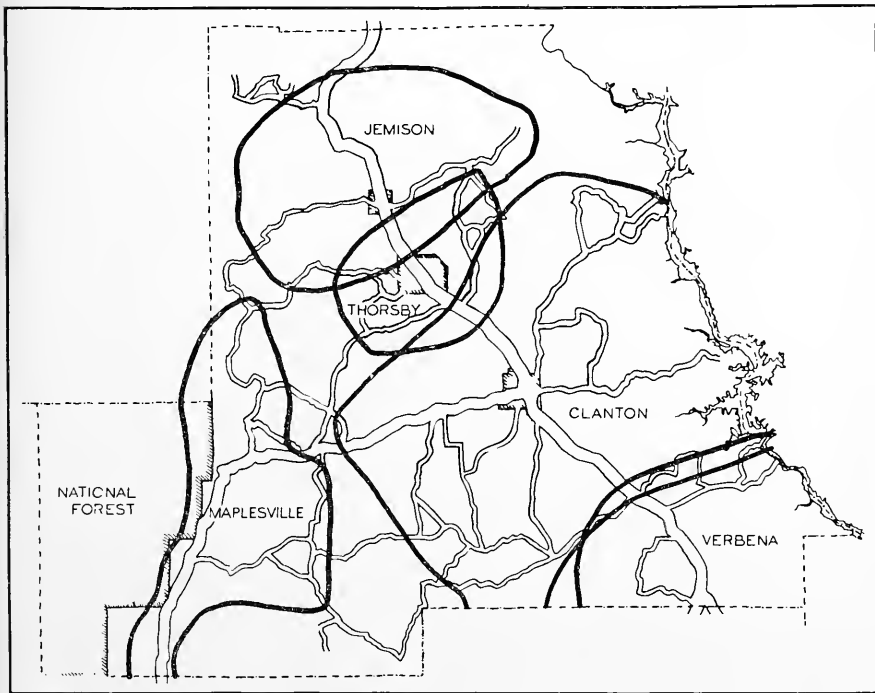 JEMISON
THORSBY
CLANTON
NATIONAL
FOREST
MAPLESVILLE
VERBENA